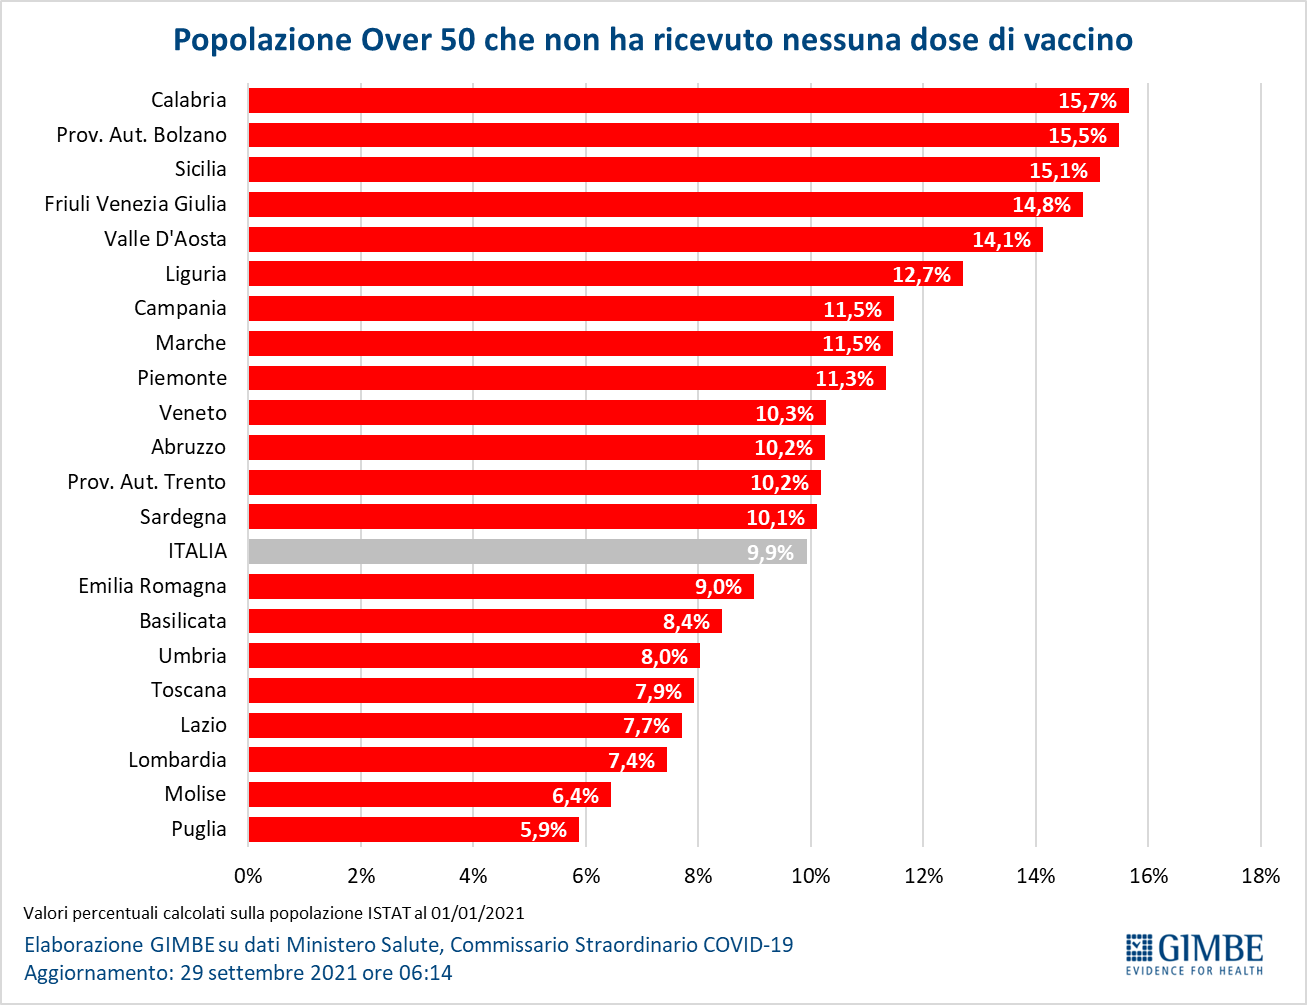 Popolazione Over 50 che non ha ricevuto nessuna dose di vaccino
Calabria 15,7%
Prov. Aut. Bolzano 15,5%
Sicilia 15,1%
Friuli Venezia Giulia 14,8%
Valle D'Aosta 14,1%
Liguria 12,7%
Campania 11,5%
Marche 11,5%
Piemonte 11,3%
Veneto 10,3%
Abruzzo 10,2%
Prov. Aut. Trento 10,2%
Sardegna 10,1%
ITALIA 9,9%
Emilia Romagna 9,0%
Basilicata 8,4%
Umbria 8,0%
Toscana 7,9%
Lazio 7,7%
Lombardia 7,4%
Molise 6,4%
Puglia 5,9%
0% 2% 4% 6% 8% 10% 12% 14% 16% 18%
Valori percentuali calcolati sulla popolazione ISTAT al 01/01/2021
Elaborazione GIMBE su dati Ministero Salute, Commissario Straordinario COVID-19
Aggiornamento: 29 settembre 2021 ore 06:14
GIMBE
EVIDENCE FOR HEALTH